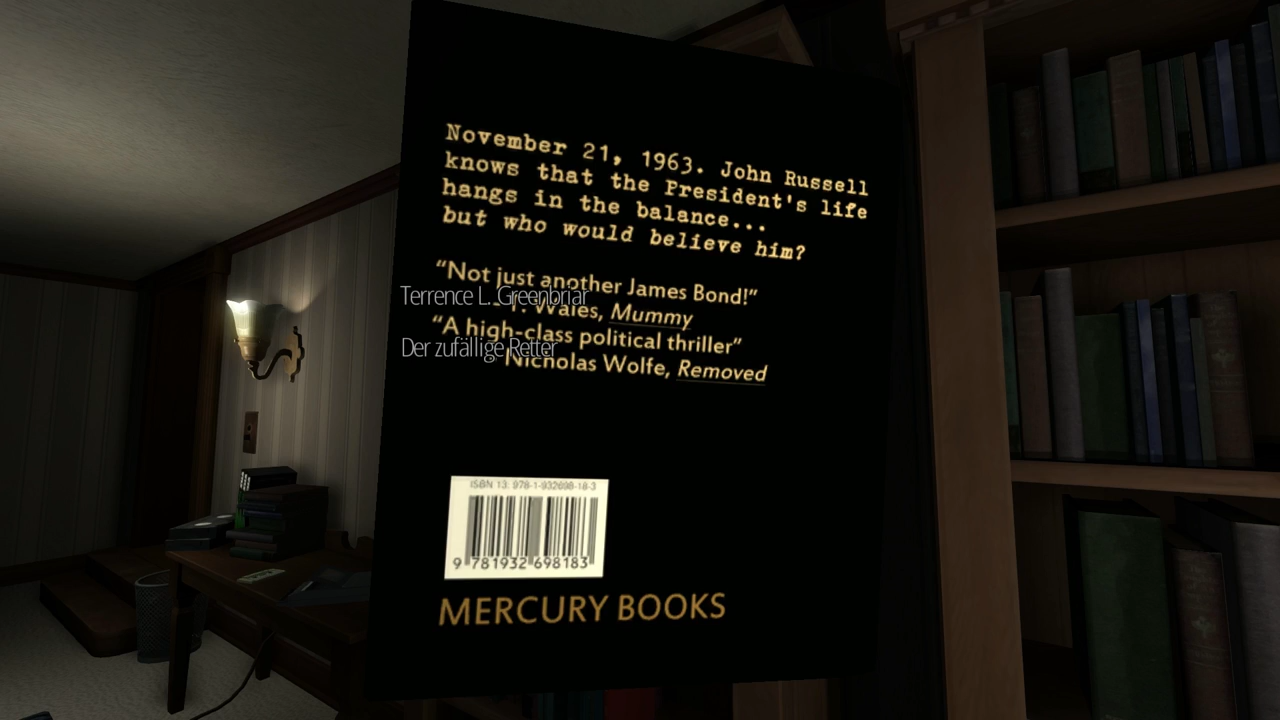 November 21, 1963. John Russell
knows that the President's life
hangs in the balance...
but who would believe him?
“Not just another James Bond!”
Terrence L. Greenbriar
Wales, Mummy
“A high-class political thriller”
Der zufällige Retter
Nicholas Wolfe, Removed
ISBN 13: 978-1-932698-18-3
9 781932 698183
MERCURY BOOKS